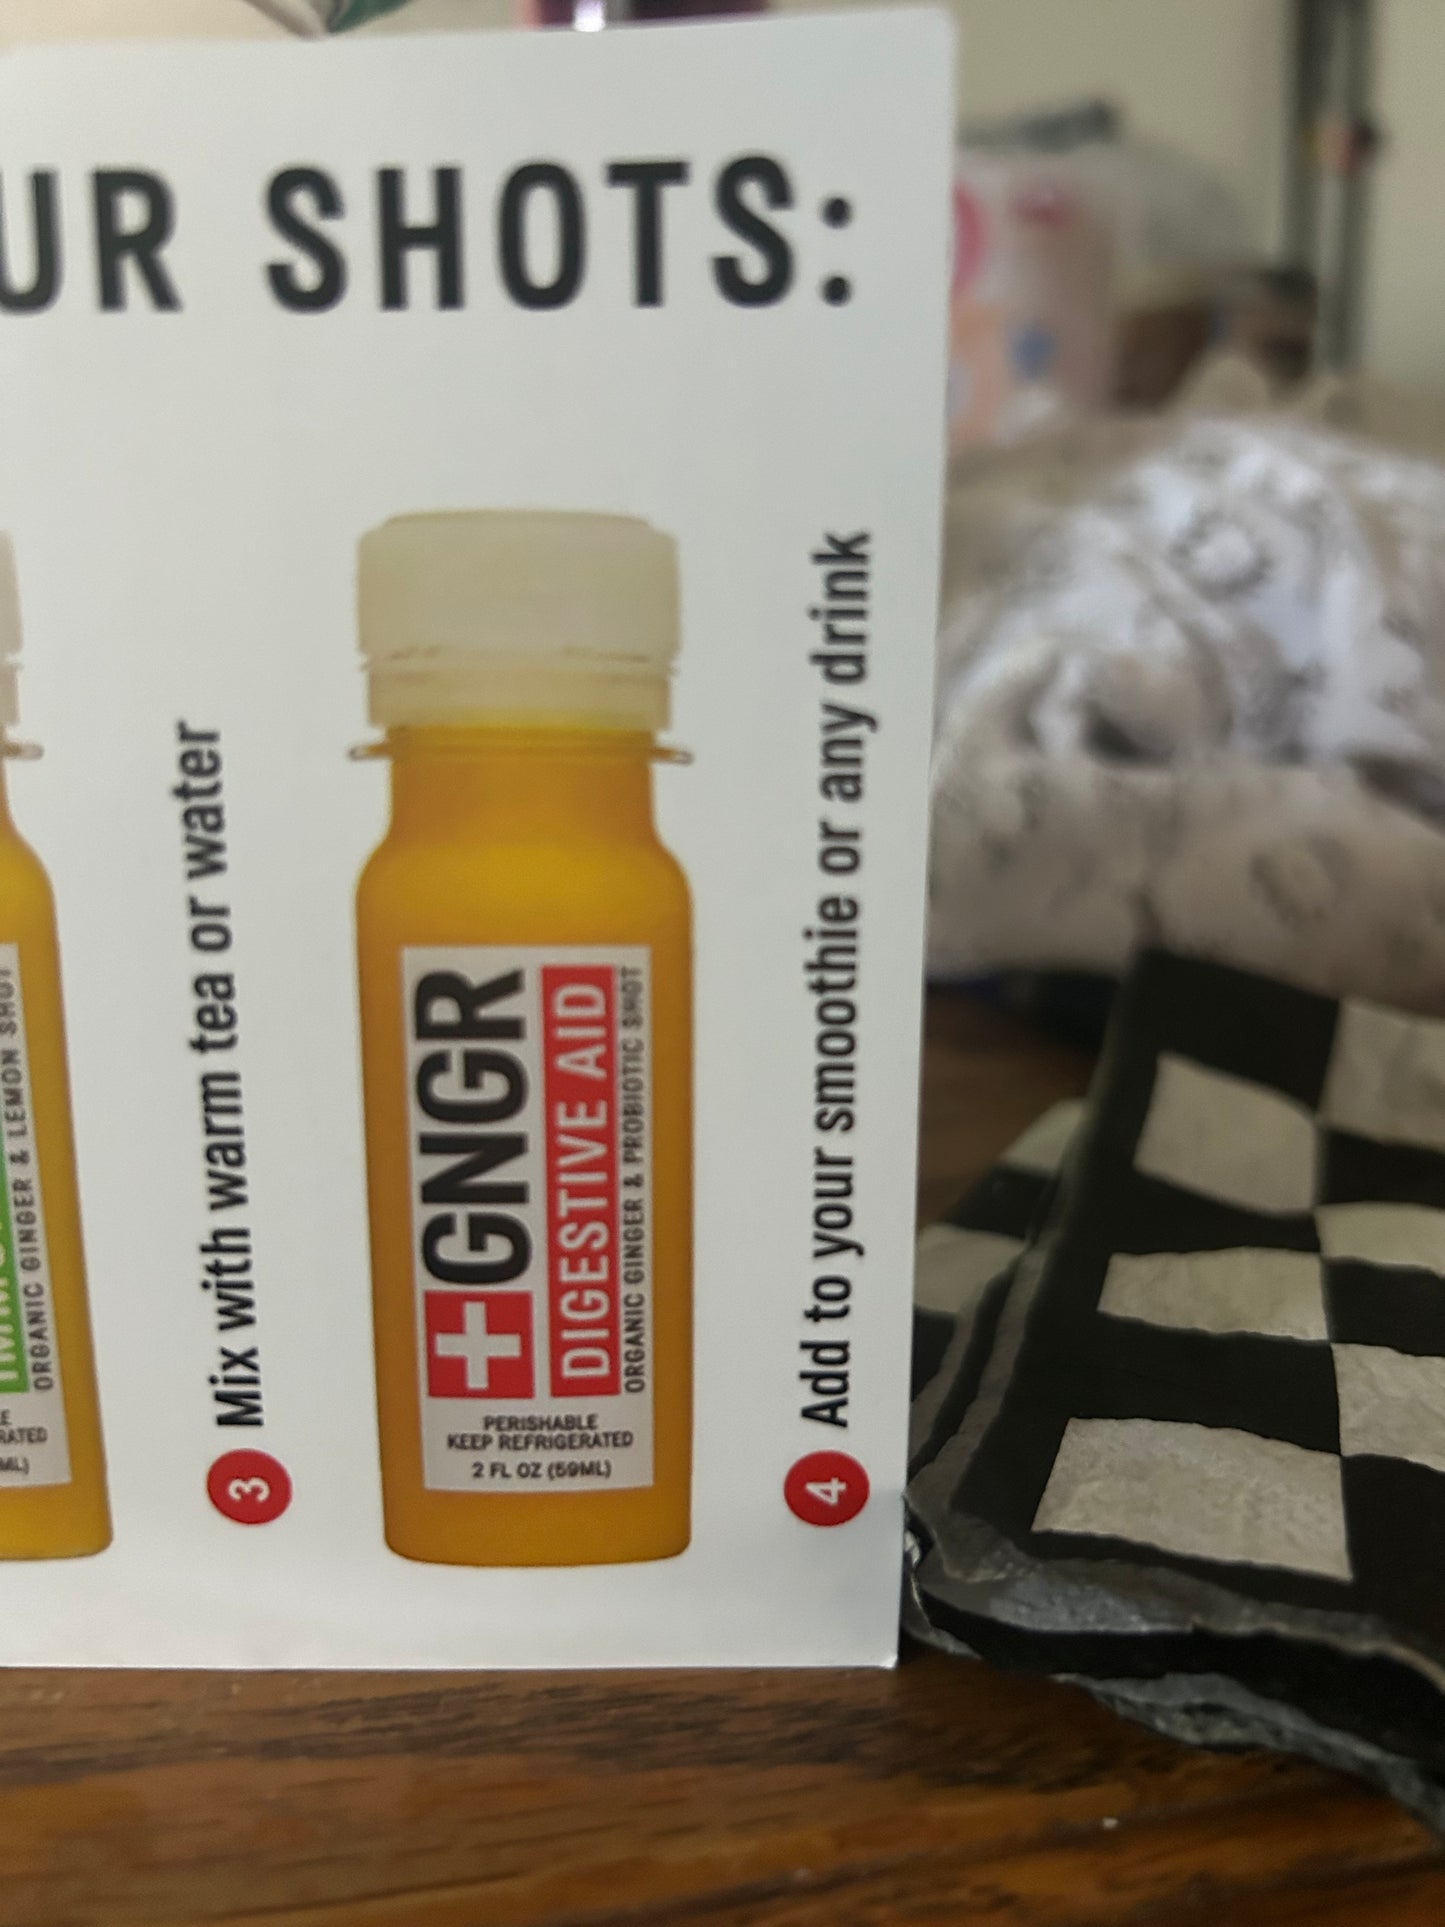 UR SHOTS:
ORGANIC GINGER & LEMON SHOT
3 Mix with warm tea or water
GNGR
DIGESTIVE AID
ORGANIC GINGER & PROBIOTIC SHOT
PERISHABLE
KEEP REFRIGERATED
2 FL OZ (59ML)
4 Add to your smoothie or any drink